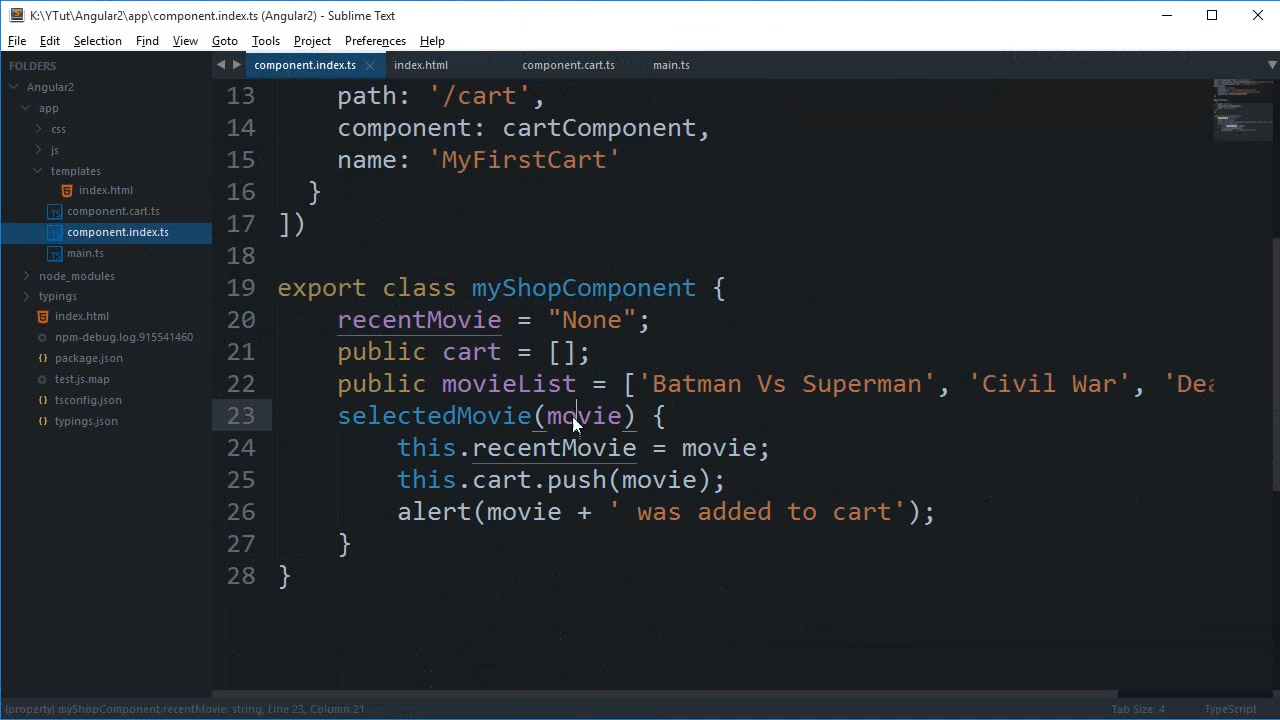 K:\YTut\Angular2\app\component.index.ts (Angular2) - Sublime Text
File Edit Selection Find View Goto Tools Project Preferences Help
FOLDERS
Angular2
app
css
js
templates
index.html
component.cart.ts
component.index.ts
main.ts
node_modules
typings
index.html
npm-debug.log.915541460
package.json
test.js.map
tsconfig.json
typings.json
component.index.ts index.html component.cart.ts main.ts
13 path: '/cart',
14 component: cartComponent,
15 name: 'MyFirstCart'
16 }
17 ])
18
19 export class myShopComponent {
20 recentMovie = "None";
21 public cart = [];
22 public movieList = ['Batman Vs Superman', 'Civil War', 'Dea
23 selectedMovie(movie) {
24 this.recentMovie = movie;
25 this.cart.push(movie);
26 alert(movie + ' was added to cart');
27 }
28 }
(property) myShopComponent.recentMovie: string, Line 23, Column 21 Tab Size: 4 TypeScript